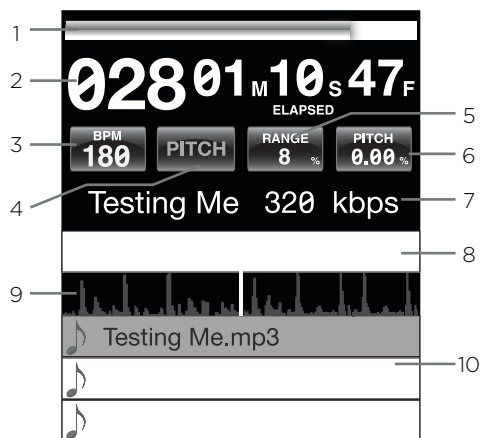 1
2 028 01 M 10 S 47 F
ELAPSED
3 BPM 180 PITCH RANGE 8 % PITCH 0.00 %
5
6
4
Testing Me 320 kbps 7
8
9
Testing Me.mp3
10